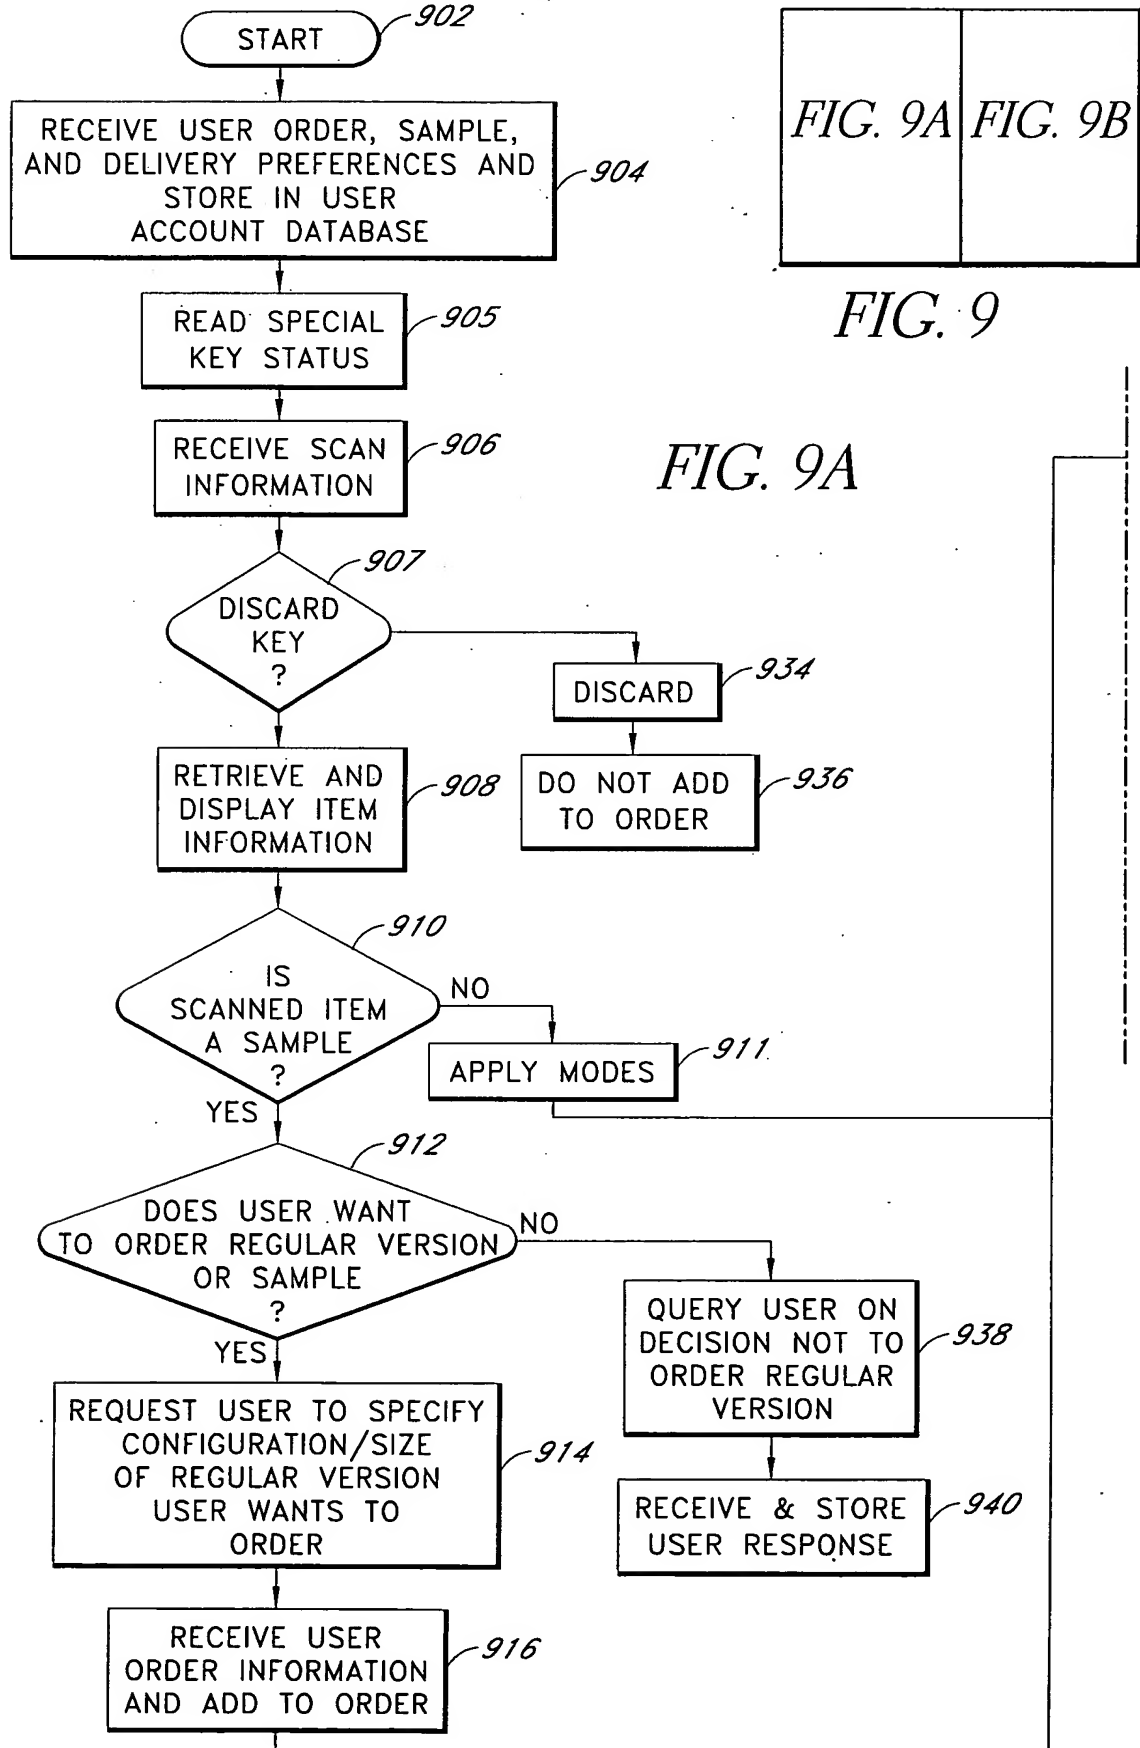 START
902
RECEIVE USER ORDER, SAMPLE,
AND DELIVERY PREFERENCES AND
STORE IN USER
ACCOUNT DATABASE
904
FIG. 9A
FIG. 9B
FIG. 9
READ SPECIAL
KEY STATUS
905
RECEIVE SCAN
INFORMATION
906
FIG. 9A
DISCARD
KEY
?
907
DISCARD
934
DO NOT ADD
TO ORDER
936
RETRIEVE AND
DISPLAY ITEM
INFORMATION
908
IS
SCANNED ITEM
A SAMPLE
?
910
NO
APPLY MODES
911
YES
DOES USER WANT
TO ORDER REGULAR VERSION
OR SAMPLE
?
912
NO
QUERY USER ON
DECISION NOT TO
ORDER REGULAR
VERSION
938
YES
REQUEST USER TO SPECIFY
CONFIGURATION/SIZE
OF REGULAR VERSION
USER WANTS TO
ORDER
914
RECEIVE & STORE
USER RESPONSE
940
RECEIVE USER
ORDER INFORMATION
AND ADD TO ORDER
916